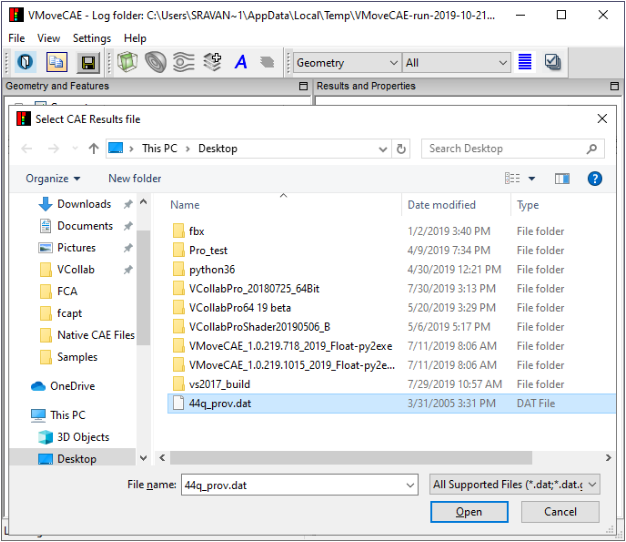 VMoveCAE - Log folder: C:\Users\SRAVAN~1\AppData\Local\Temp\VMoveCAE-run-2019-10-21...
File View Settings Help
A Geometry All
Geometry and Features Results and Properties
Select CAE Results file
This PC > Desktop Search Desktop
Organize New folder
Name Date modified Type
Downloads
Documents
Pictures
VCollab
FCA
fcapt
Native CAE Files
Samples
OneDrive
This PC
3D Objects
Desktop
fbx 1/2/2019 3:40 PM File folder
Pro_test 4/9/2019 7:34 PM File folder
python36 4/30/2019 12:21 PM File folder
VCollabPro_20180725_64Bit 7/30/2019 3:13 PM File folder
VCollabPro64 19 beta 5/20/2019 3:29 PM File folder
VCollabProShader20190506_B 5/6/2019 5:17 PM File folder
VMoveCAE_1.0.219.718_2019_Float-py2exe 7/11/2019 8:06 AM File folder
VMoveCAE_1.0.219.1015_2019_Float-py2e... 7/11/2019 8:06 AM File folder
vs2017_build 7/29/2019 10:57 AM File folder
44q_prov.dat 3/31/2005 3:31 PM DAT File
File name: 44q_prov.dat All Supported Files (*.dat;*.dat.g
Open Cancel